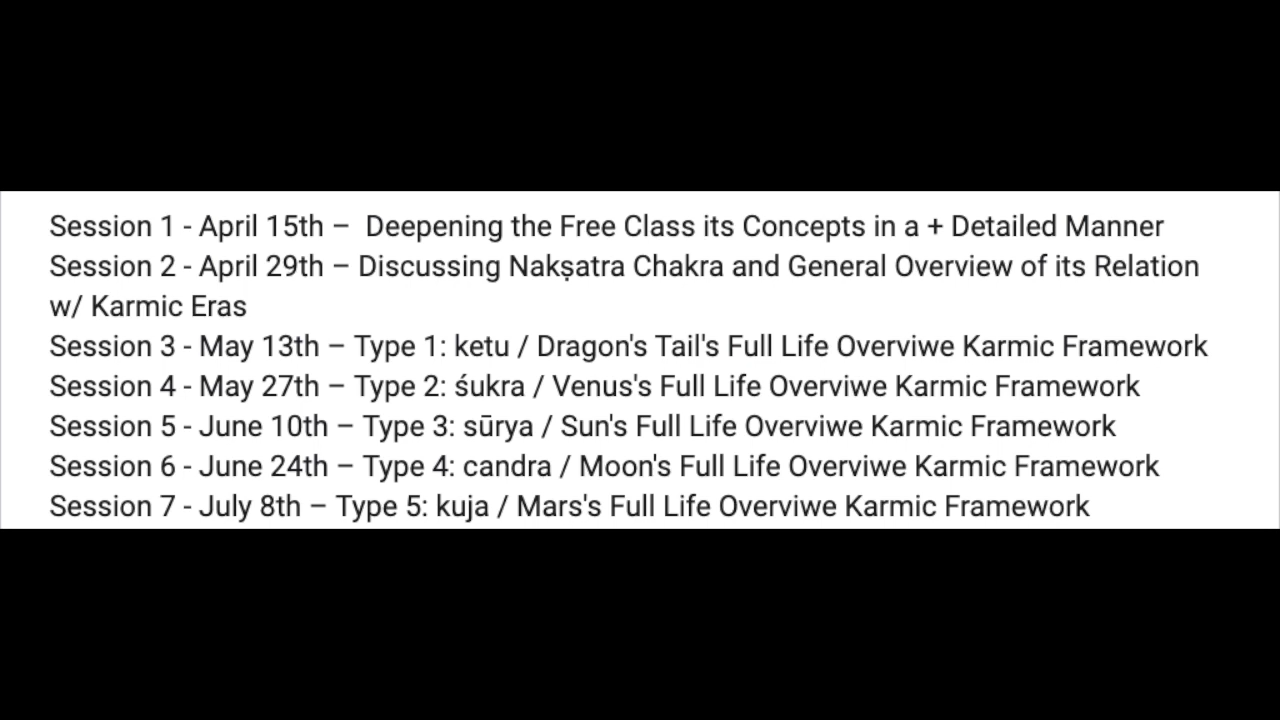 Session 1 - April 15th –  Deepening the Free Class its Concepts in a + Detailed Manner
Session 2 - April 29th – Discussing Nakṣatra Chakra and General Overview of its Relation
w/ Karmic Eras
Session 3 - May 13th – Type 1: ketu / Dragon's Tail's Full Life Overviwe Karmic Framework
Session 4 - May 27th – Type 2: śukra / Venus's Full Life Overviwe Karmic Framework
Session 5 - June 10th – Type 3: sūrya / Sun's Full Life Overviwe Karmic Framework
Session 6 - June 24th – Type 4: candra / Moon's Full Life Overviwe Karmic Framework
Session 7 - July 8th – Type 5: kuja / Mars's Full Life Overviwe Karmic Framework